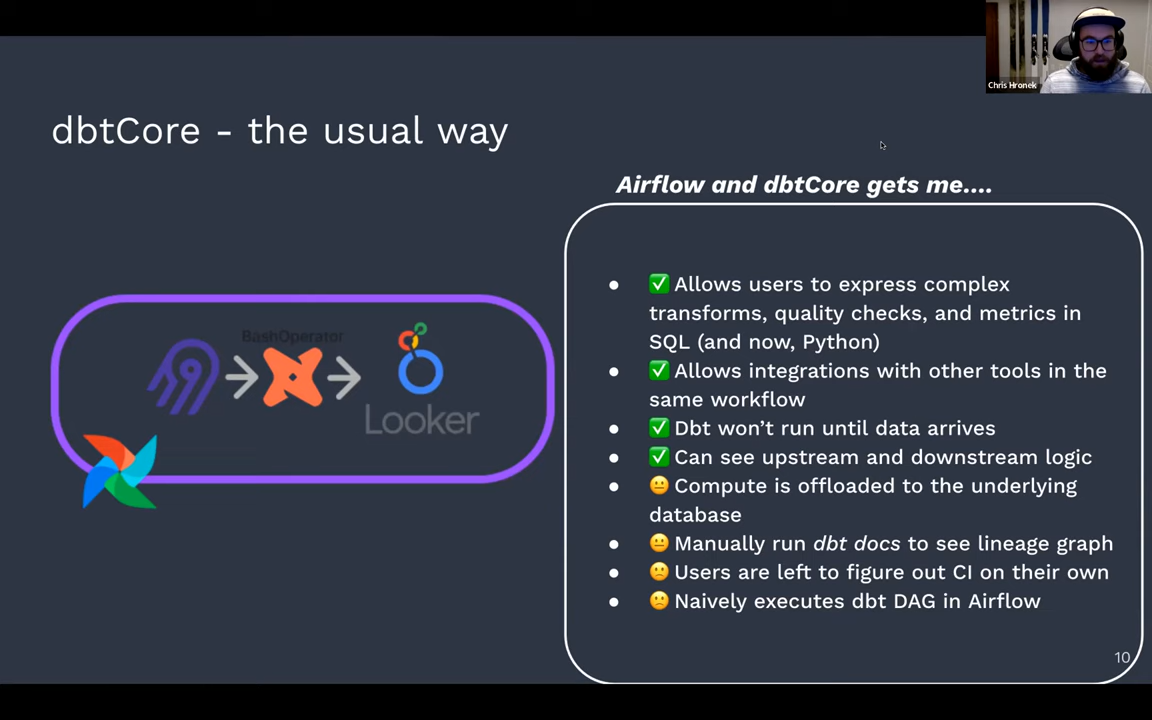 Chris Hronek
dbtCore - the usual way
Airflow and dbtCore gets me....
BashOperator
Looker
● ✅ Allows users to express complex
transforms, quality checks, and metrics in
SQL (and now, Python)
● ✅ Allows integrations with other tools in the
same workflow
● ✅ Dbt won’t run until data arrives
● ✅ Can see upstream and downstream logic
● 😐 Compute is offloaded to the underlying
database
● 😐 Manually run dbt docs to see lineage graph
● 🙁 Users are left to figure out CI on their own
● 🙁 Naively executes dbt DAG in Airflow
10